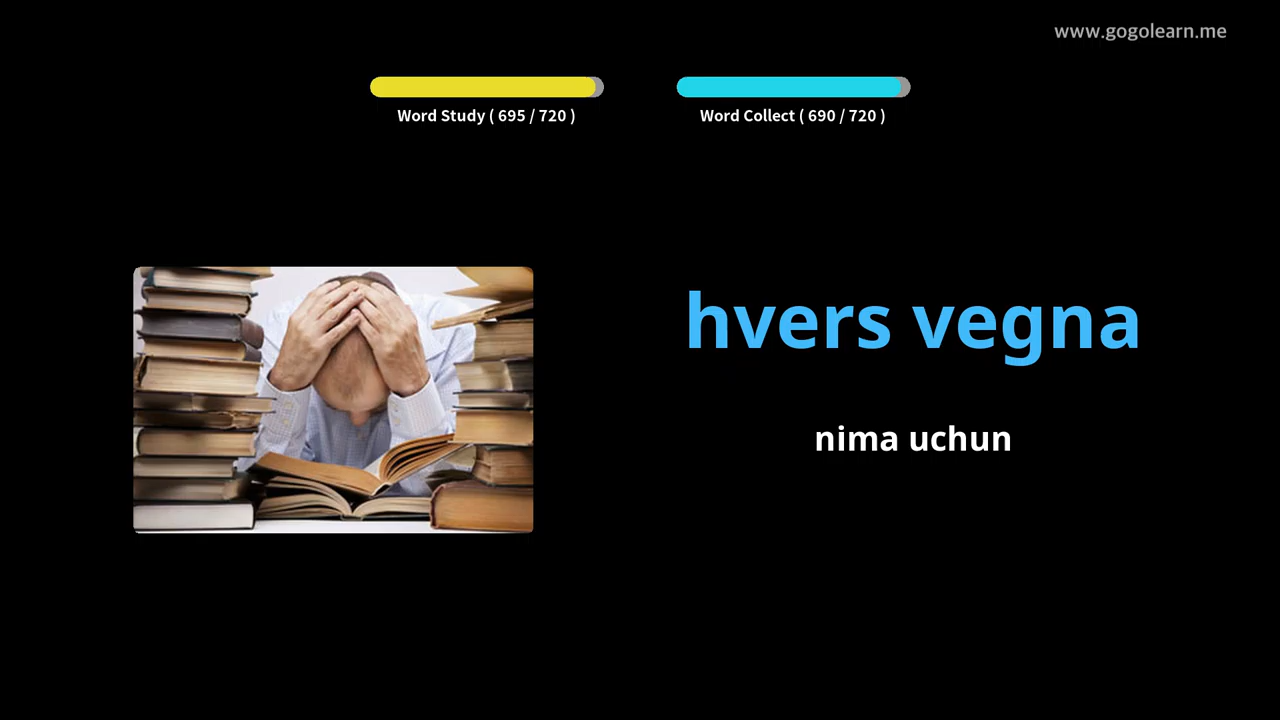 www.gogolearn.me
Word Study ( 695 / 720 )
Word Collect ( 690 / 720 )
hvers vegna
nima uchun